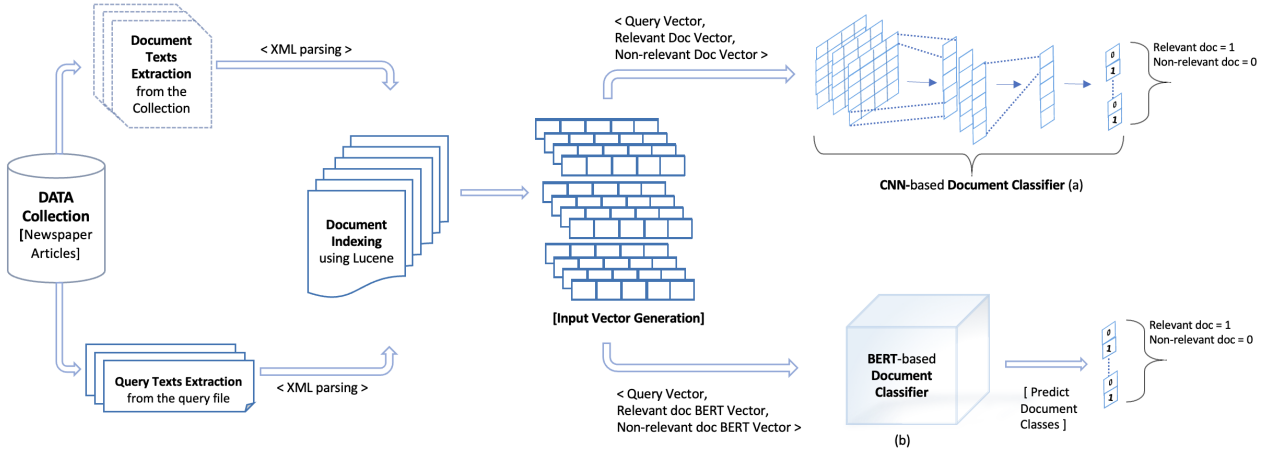 Document
Texts
Extraction
from the
Collection
< XML parsing >
DATA
Collection
[Newspaper
Articles]
Query Texts Extraction
from the query file
< XML parsing >
Document
Indexing
using Lucene
[Input Vector Generation]
< Query Vector,
Relevant Doc Vector,
Non-relevant Doc Vector >
0
1
0
1
Relevant doc = 1
Non-relevant doc = 0
CNN-based Document Classifier (a)
< Query Vector,
Relevant doc BERT Vector,
Non-relevant doc BERT Vector >
BERT-based
Document
Classifier
(b)
[ Predict
Document
Classes ]
0
1
0
1
Relevant doc = 1
Non-relevant doc = 0